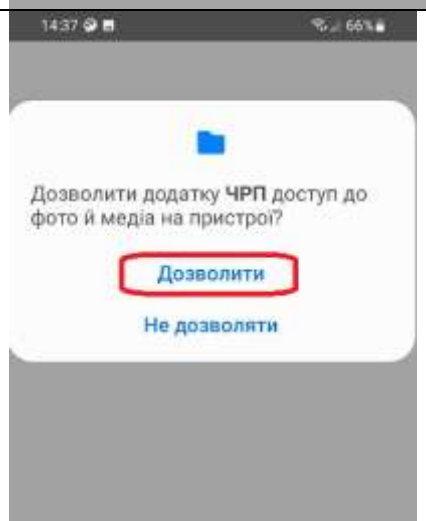 14:37 66%
Дозволити додатку ЧРП доступ до
фото й медіа на пристрої?
Дозволити
Не дозволяти